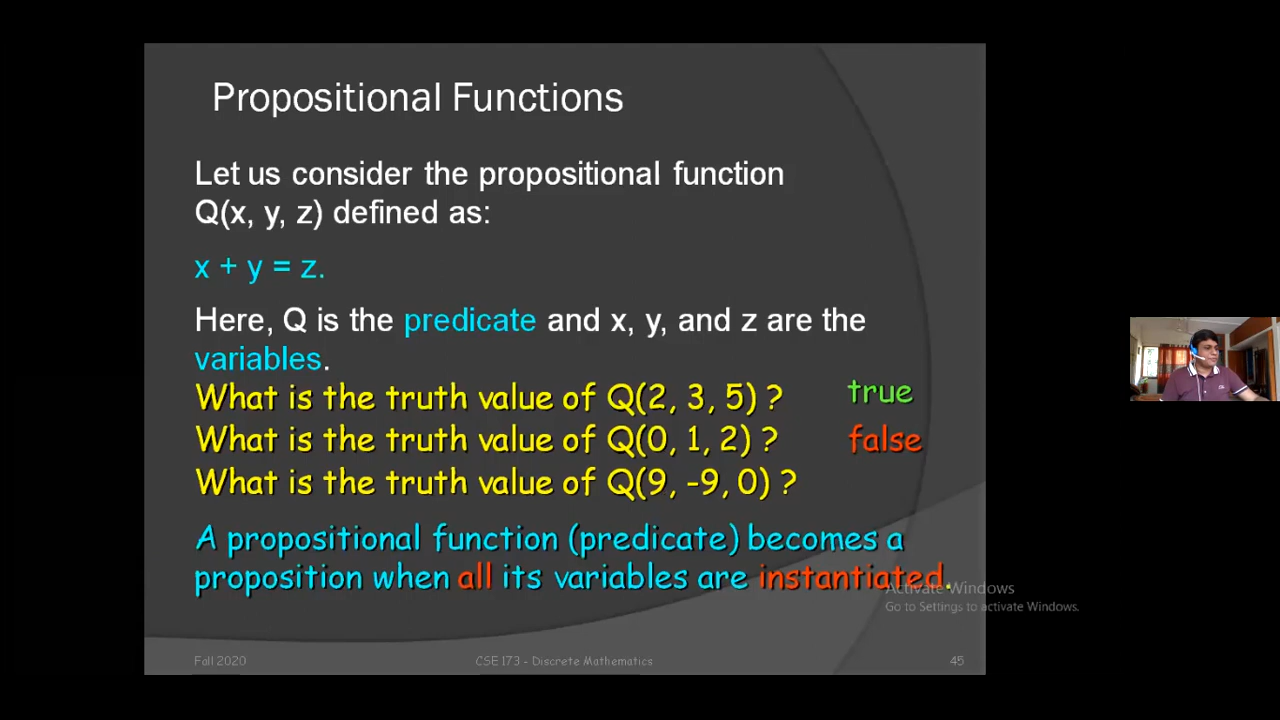 Propositional Functions
Let us consider the propositional function
Q(x, y, z) defined as:
x + y = z.
Here, Q is the predicate and x, y, and z are the
variables.
What is the truth value of Q(2, 3, 5) ? true
What is the truth value of Q(0, 1, 2) ? false
What is the truth value of Q(9, -9, 0) ?
A propositional function (predicate) becomes a
proposition when all its variables are instantiated.
Activate Windows
Go to Settings to activate Windows.
Fall 2020 CSE 173 - Discrete Mathematics 45